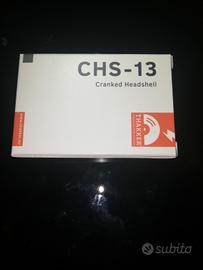 CHS-13
Cranked Headshell
THAKKER
subito